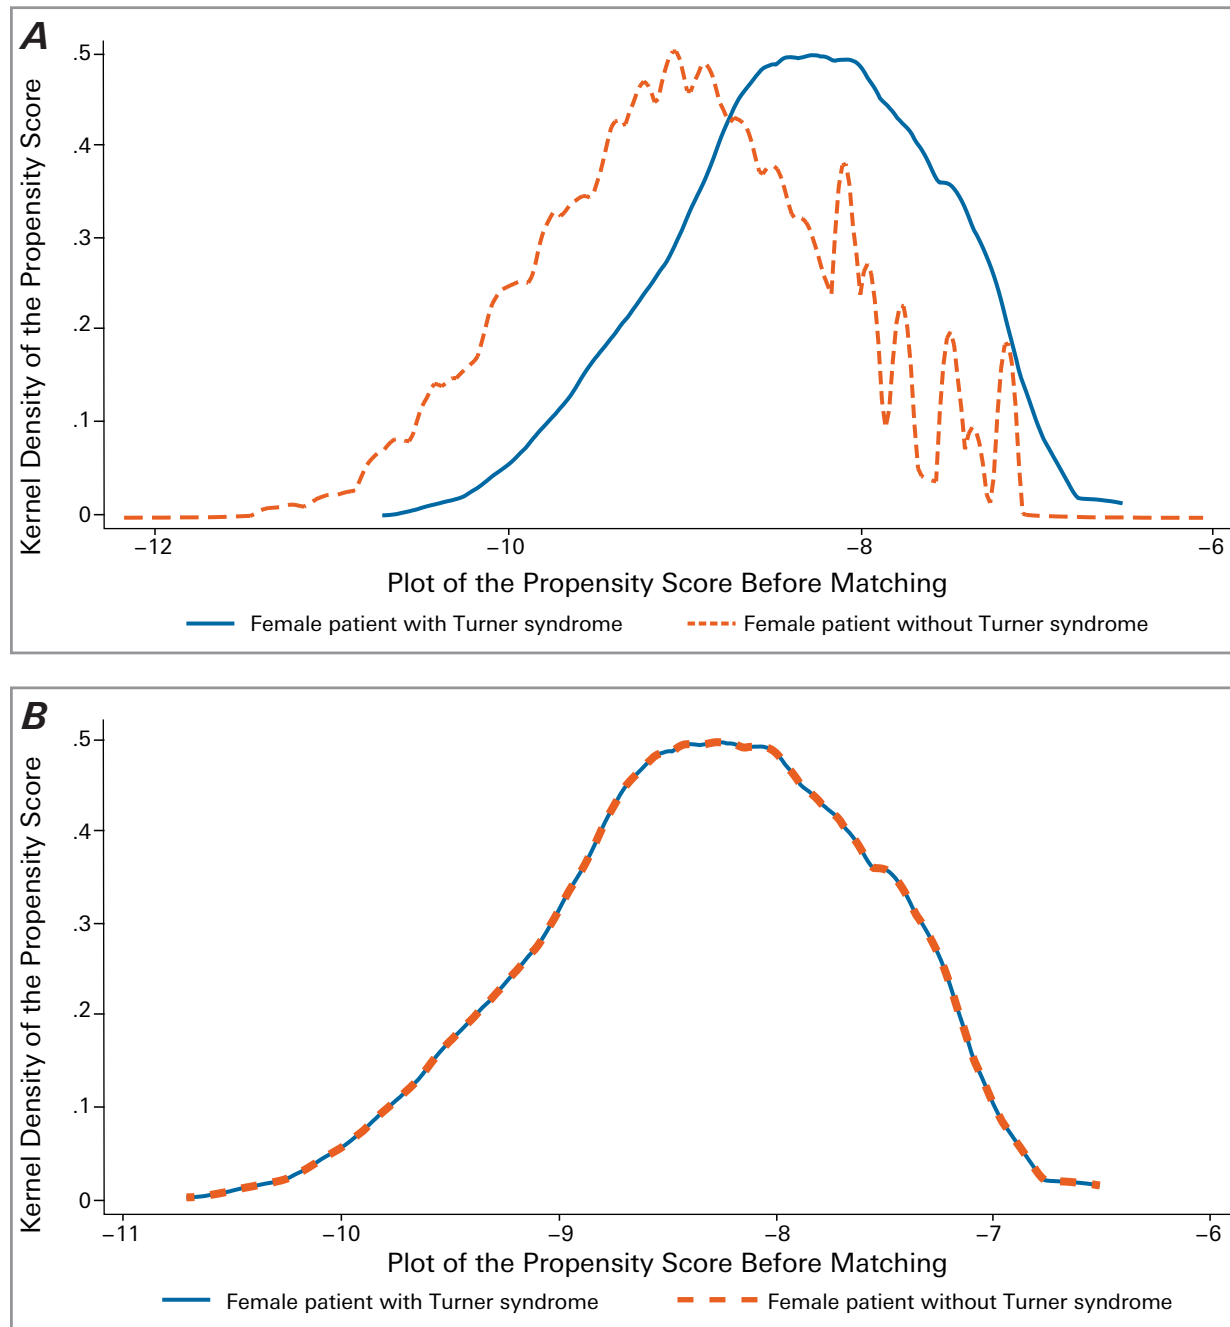 A
Kernel Density of the Propensity Score
.5
.4
.3
.2
.1
0
−12 −10 −8 −6
Plot of the Propensity Score Before Matching
Female patient with Turner syndrome Female patient without Turner syndrome
B
Kernel Density of the Propensity Score
.5
.4
.3
.2
.1
0
−11 −10 −9 −8 −7 −6
Plot of the Propensity Score Before Matching
Female patient with Turner syndrome Female patient without Turner syndrome